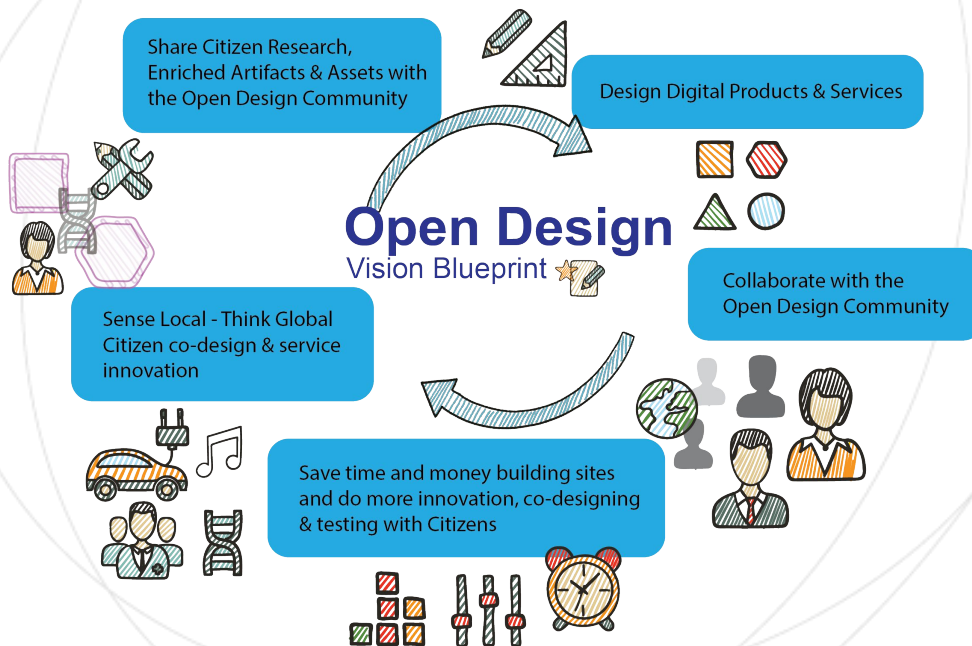 Share Citizen Research,
Enriched Artifacts & Assets with
the Open Design Community
Design Digital Products & Services
Open Design
Vision Blueprint
Collaborate with the
Open Design Community
Sense Local - Think Global
Citizen co-design & service
innovation
Save time and money building sites
and do more innovation, co-designing
& testing with Citizens